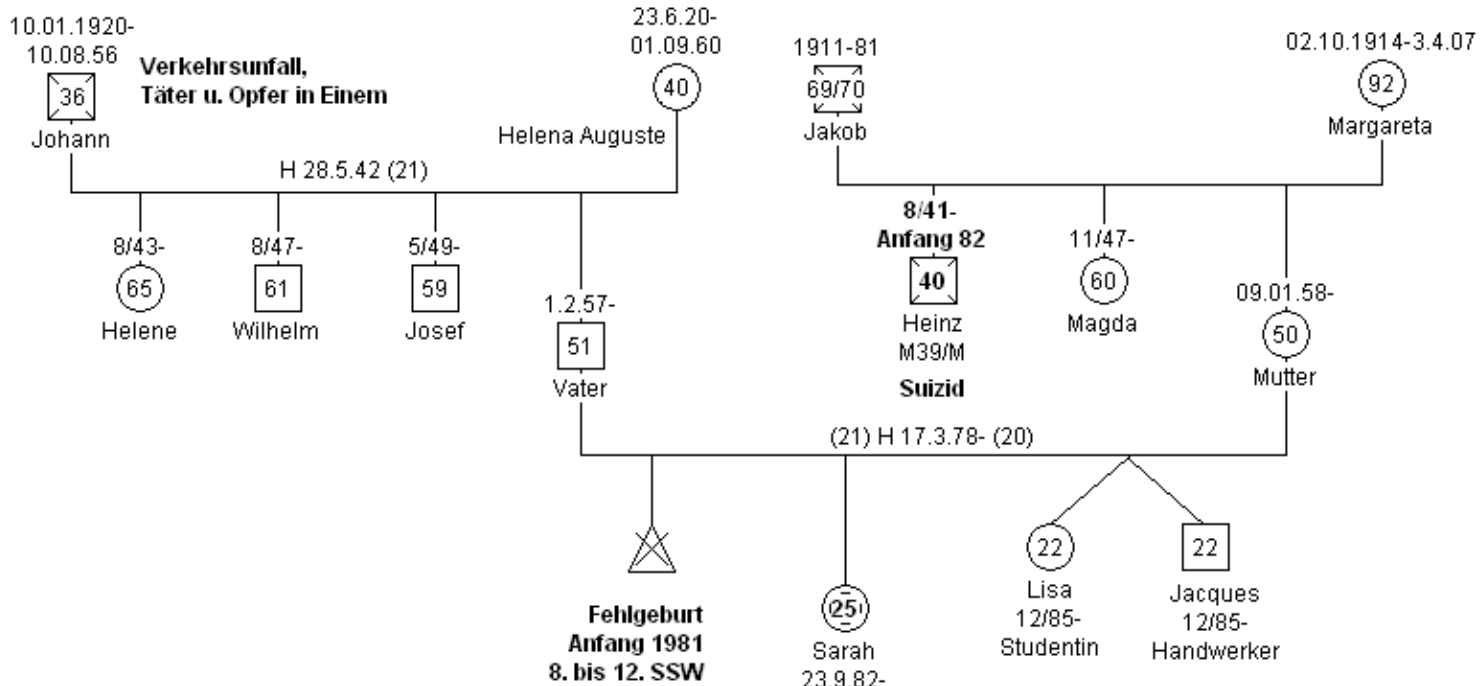 10.01.1920-
10.08.56
36
Johann
Verkehrsunfall,
Täter u. Opfer in Einem
23.6.20-
01.09.60
40
Helena Auguste
1911-81
69/70
Jakob
02.10.1914-3.4.07
92
Margareta
H 28.5.42 (21)
8/43-
65
Helene
8/47-
61
Wilhelm
5/49-
59
Josef
1.2.57-
51
Vater
8/41-
Anfang 82
40
Heinz
M39/M
Suizid
11/47-
60
Magda
09.01.58-
50
Mutter
(21) H 17.3.78- (20)
Fehlgeburt
Anfang 1981
8. bis 12. SSW
25
Sarah
23.9.82-
22
Lisa
12/85-
Studentin
22
Jacques
12/85-
Handwerker